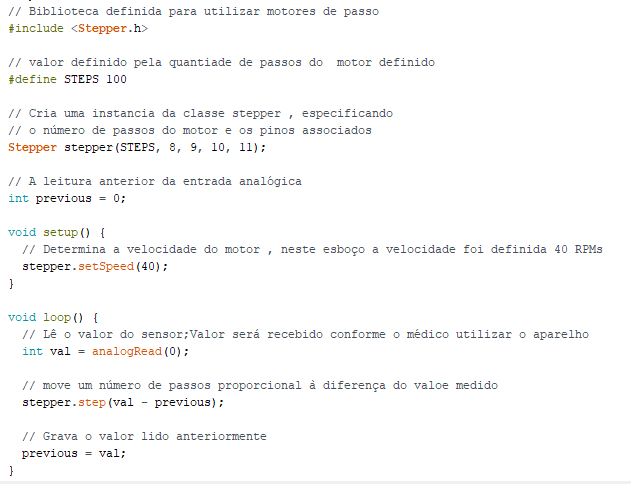 // Biblioteca definida para utilizar motores de passo
#include <Stepper.h>
// valor definido pela quantiade de passos do  motor definido
#define STEPS 100
// Cria uma instancia da classe stepper , especificando
// o número de passos do motor e os pinos associados
Stepper stepper(STEPS, 8, 9, 10, 11);
// A leitura anterior da entrada analógica
int previous = 0;
void setup() {
  // Determina a velocidade do motor , neste esboço a velocidade foi definida 40 RPMs
  stepper.setSpeed(40);
}
void loop() {
  // Lê o valor do sensor;Valor será recebido conforme o médico utilizar o aparelho
  int val = analogRead(0);
  // move um número de passos proporcional à diferença do valoe medido
  stepper.step(val - previous);
  // Grava o valor lido anteriormente
  previous = val;
}